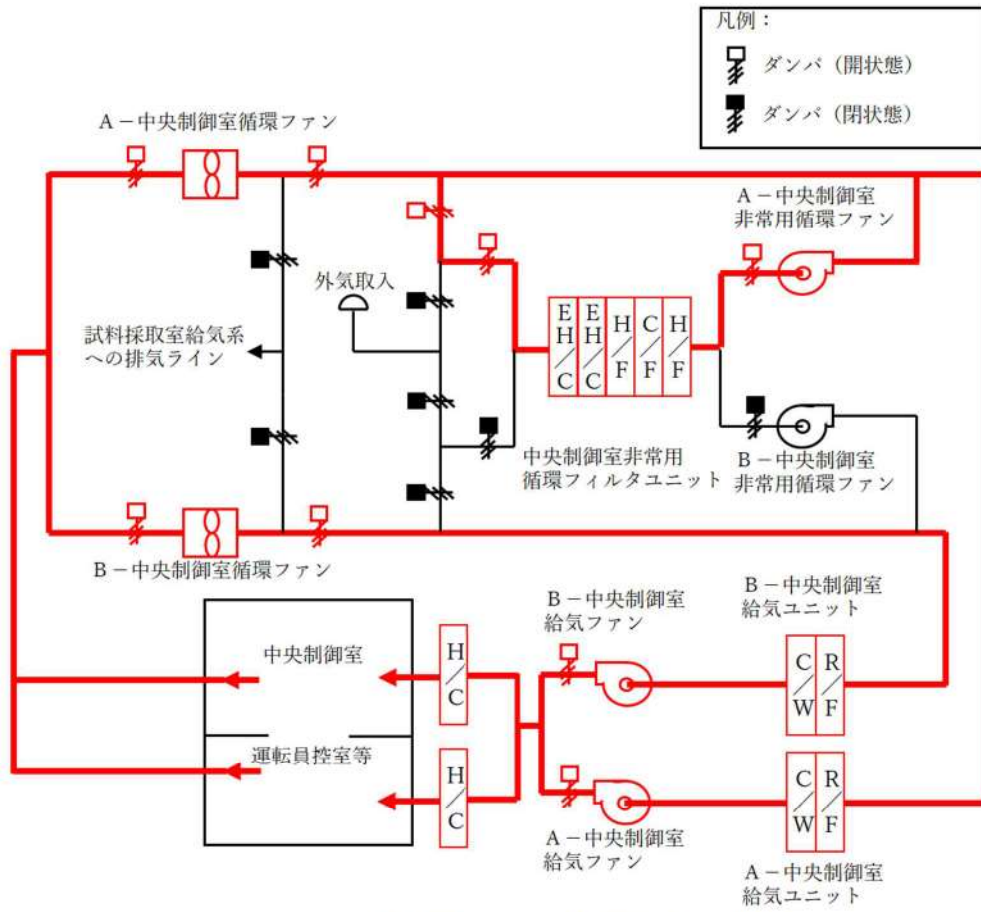 凡例：
ダンパ（開状態）
ダンパ（閉状態）
A－中央制御室循環ファン
A－中央制御室
非常用循環ファン
外気取入
試料採取室給気系
への排気ライン
EH/C
EH/C
H/F
C/F
H/F
中央制御室非常用
循環フィルタユニット
B－中央制御室
非常用循環ファン
B－中央制御室循環ファン
B－中央制御室
給気ファン
B－中央制御室
給気ユニット
中央制御室
H/C
C/W
R/F
運転員控室等
H/C
C/W
R/F
A－中央制御室
給気ファン
A－中央制御室
給気ユニット